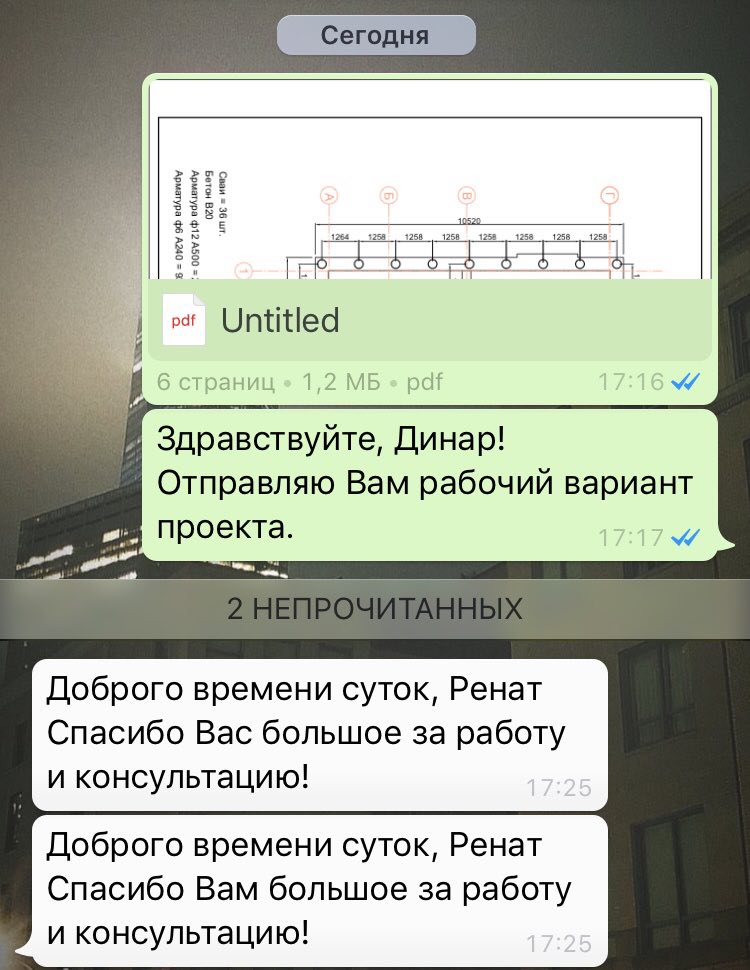 Сегодня
Сваи = 36 шт.
Бетон В20
Арматура ф12 А500 =
Арматура ф6 А240 = 9
А
Б
В
Г
10520
1264 1258 1258 1258 1258 1258 1258 1258
1
pdf
Untitled
6 страниц • 1,2 МБ • pdf
17:16
Здравствуйте, Динар!
Отправляю Вам рабочий вариант
проекта.
17:17
2 НЕПРОЧИТАННЫХ
Доброго времени суток, Ренат
Спасибо Вас большое за работу
и консультацию!
17:25
Доброго времени суток, Ренат
Спасибо Вам большое за работу
и консультацию!
17:25